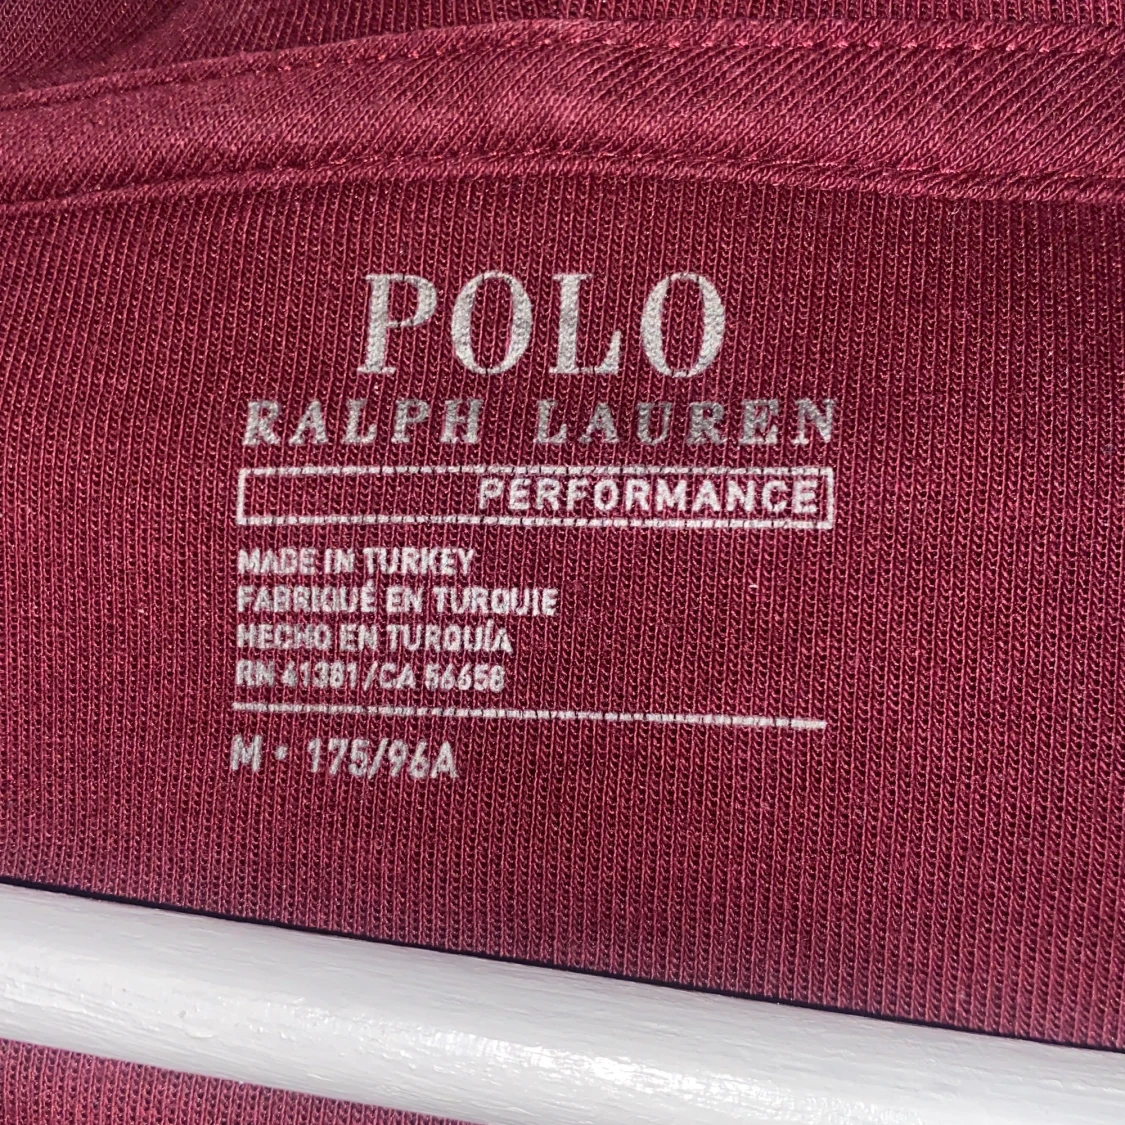 POLO
RALPH LAUREN
PERFORMANCE
MADE IN TURKEY
FABRIQUÉ EN TURQUIE
HECHO EN TURQUÍA
RN 41381/CA 56658
M • 175/96A